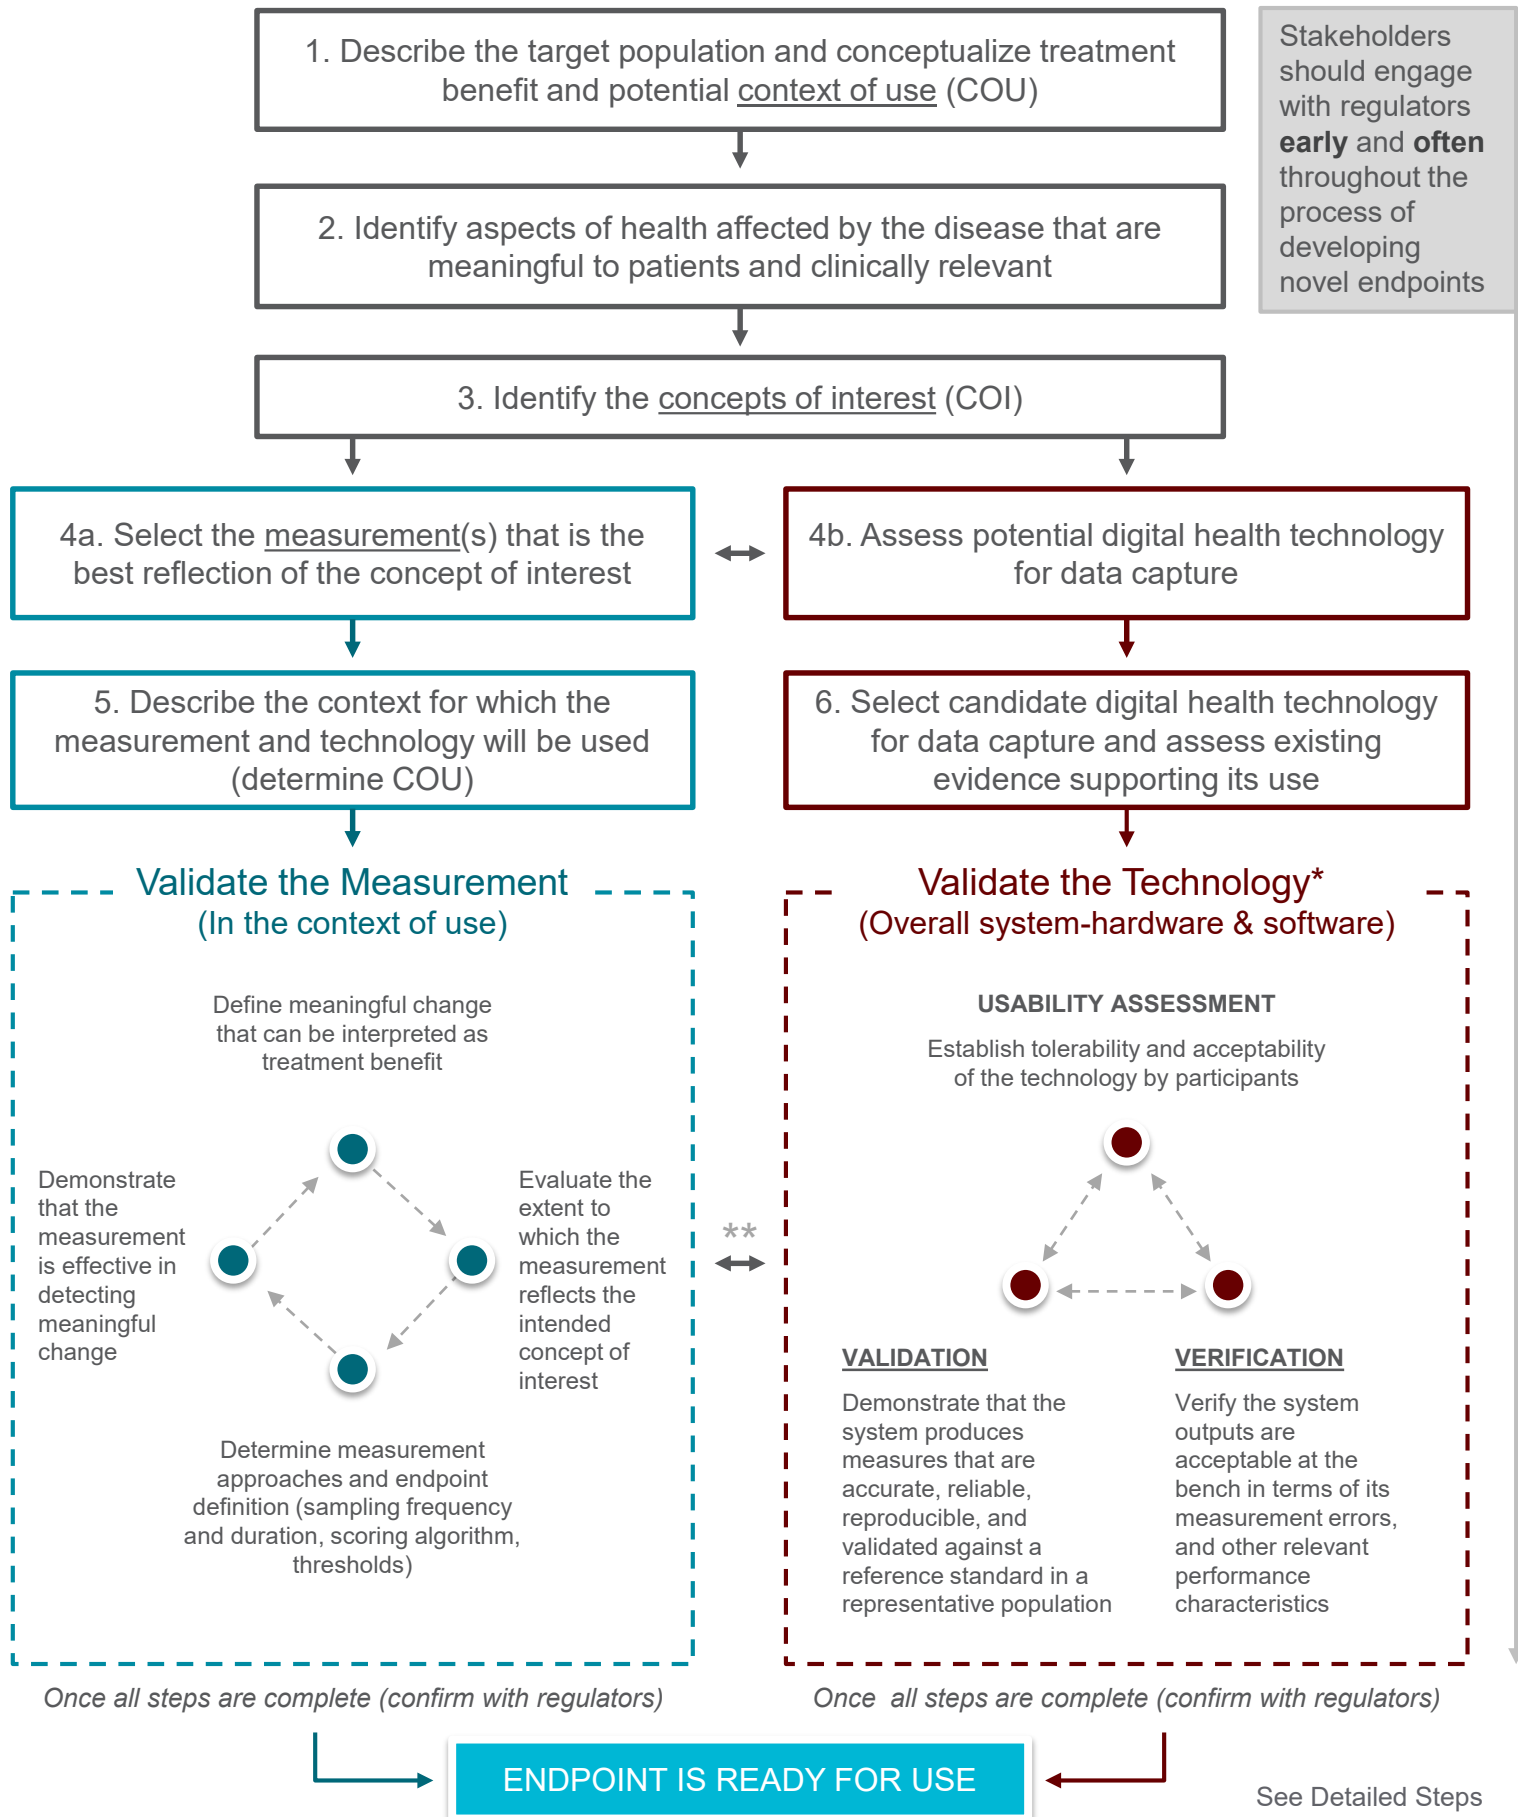 1. Describe the target population and conceptualize treatment
benefit and potential context of use (COU)
Stakeholders
should engage
with regulators
early and often
throughout the
process of
developing
novel endpoints
2. Identify aspects of health affected by the disease that are
meaningful to patients and clinically relevant
3. Identify the concepts of interest (COI)
4a. Select the measurement(s) that is the
best reflection of the concept of interest
4b. Assess potential digital health technology
for data capture
5. Describe the context for which the
measurement and technology will be used
(determine COU)
6. Select candidate digital health technology
for data capture and assess existing
evidence supporting its use
Validate the Measurement
(In the context of use)
Define meaningful change
that can be interpreted as
treatment benefit
Demonstrate
that the
measurement
is effective in
detecting
meaningful
change
Evaluate the
extent to
which the
measurement
reflects the
intended
concept of
interest
Determine measurement
approaches and endpoint
definition (sampling frequency
and duration, scoring algorithm,
thresholds)
**
Validate the Technology*
(Overall system-hardware & software)
USABILITY ASSESSMENT
Establish tolerability and acceptability
of the technology by participants
VALIDATION
Demonstrate that the
system produces
measures that are
accurate, reliable,
reproducible, and
validated against a
reference standard in a
representative population
VERIFICATION
Verify the system
outputs are
acceptable at the
bench in terms of its
measurement errors,
and other relevant
performance
characteristics
Once all steps are complete (confirm with regulators)
Once all steps are complete (confirm with regulators)
ENDPOINT IS READY FOR USE
See Detailed Steps